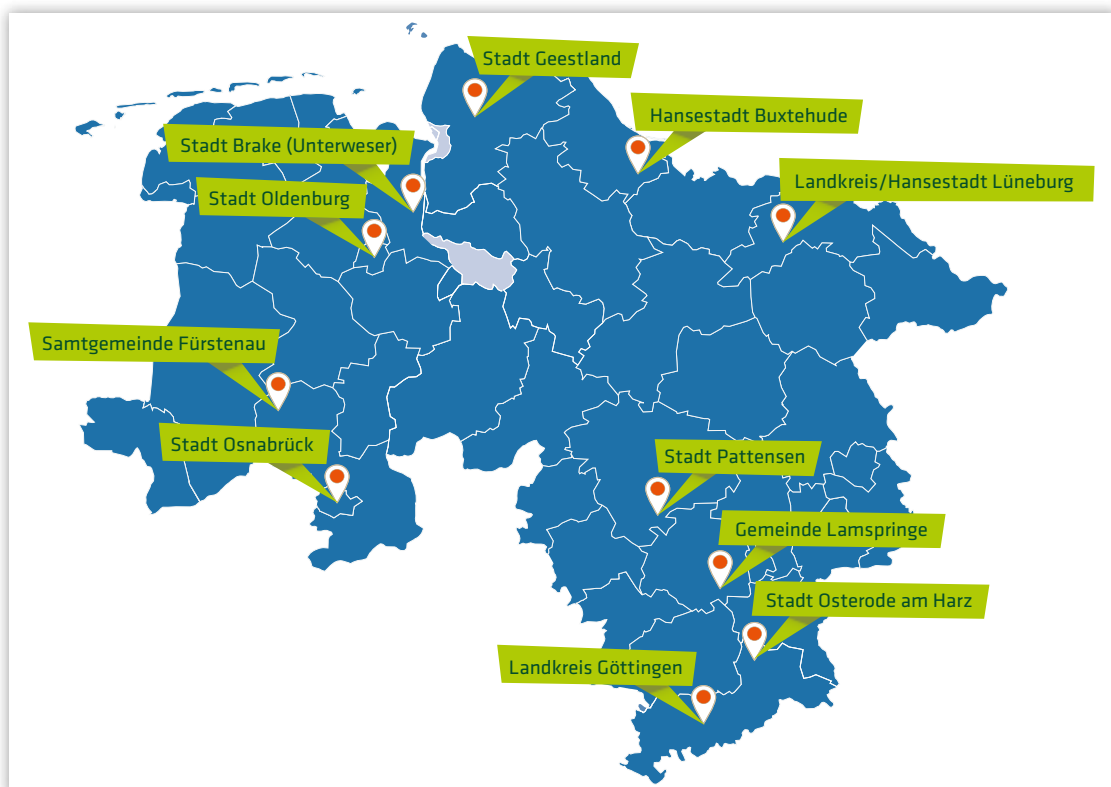 Stadt Geestland
Hansestadt Buxtehude
Stadt Brake (Unterweser)
Landkreis/Hansestadt Lüneburg
Stadt Oldenburg
Samtgemeinde Fürstenau
Stadt Osnabrück
Stadt Pattensen
Gemeinde Lamspringe
Stadt Osterode am Harz
Landkreis Göttingen